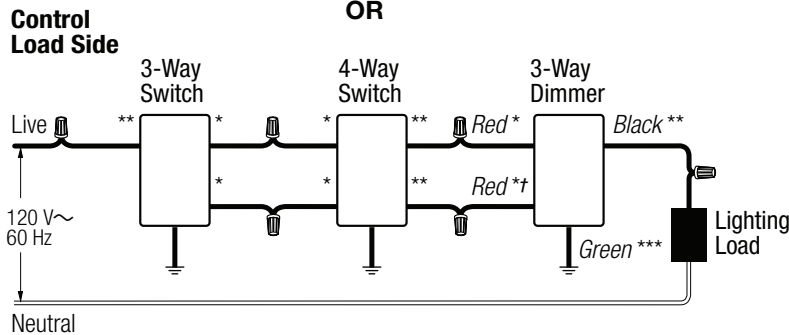 OR
Control
Load Side
3-Way
Switch
4-Way
Switch
3-Way
Dimmer
Live
**
*
*
**
Red *
Black **
*
*
**
Red *†
120 V～
60 Hz
Green ***
Lighting
Load
Neutral